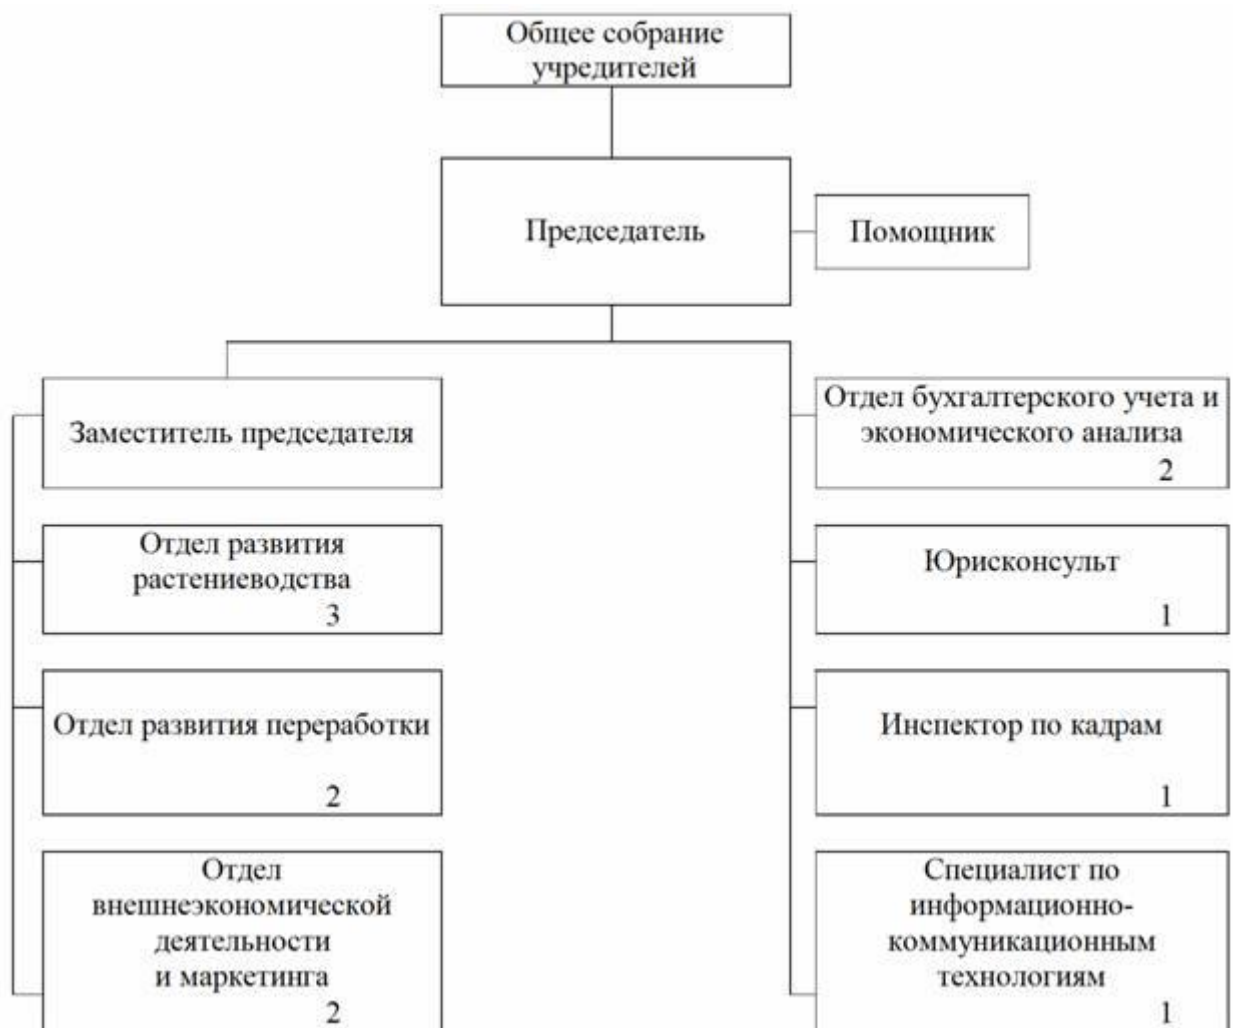 Общее собрание
учредителей
Председатель
Помощник
Заместитель председателя
Отдел развития
растениеводства
3
Отдел развития переработки
2
Отдел
внешнеэкономической
деятельности
и маркетинга
2
Отдел бухгалтерского учета и
экономического анализа
2
Юрисконсульт
1
Инспектор по кадрам
1
Специалист по
информационно-
коммуникационным
технологиям
1